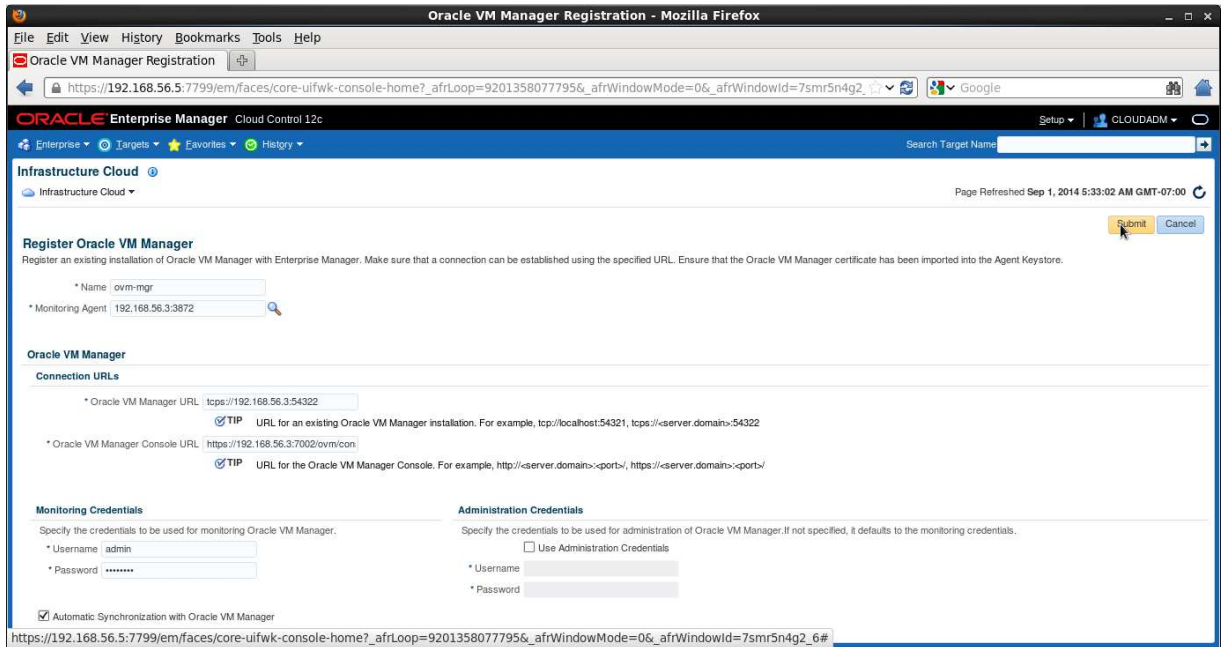 Oracle VM Manager Registration - Mozilla Firefox
File Edit View History Bookmarks Tools Help
Oracle VM Manager Registration
https://192.168.56.5:7799/em/faces/core-uifwk-console-home?_afrLoop=9201358077795&_afrWindowMode=0&_afrWindowId=7smr5n4g2_ Google
ORACLE Enterprise Manager Cloud Control 12c Setup CLOUDADM
Enterprise Targets Favorites History Search Target Name
Infrastructure Cloud
Infrastructure Cloud Page Refreshed Sep 1, 2014 5:33:02 AM GMT-07:00
Submit Cancel
Register Oracle VM Manager
Register an existing installation of Oracle VM Manager with Enterprise Manager. Make sure that a connection can be established using the specified URL. Ensure that the Oracle VM Manager certificate has been imported into the Agent Keystore.
* Name ovm-mgr
* Monitoring Agent 192.168.56.3:3872
Oracle VM Manager
Connection URLs
* Oracle VM Manager URL tcps://192.168.56.3:54322
TIP URL for an existing Oracle VM Manager installation. For example, tcp://localhost:54321, tcps://<server.domain>:54322
* Oracle VM Manager Console URL https://192.168.56.3:7002/ovm/con
TIP URL for the Oracle VM Manager Console. For example, http://<server.domain>:<port>/, https://<server.domain>:<port>/
Monitoring Credentials Administration Credentials
Specify the credentials to be used for monitoring Oracle VM Manager. Specify the credentials to be used for administration of Oracle VM Manager.If not specified, it defaults to the monitoring credentials.
* Username admin Use Administration Credentials
* Password •••••••• * Username
* Password
Automatic Synchronization with Oracle VM Manager
https://192.168.56.5:7799/em/faces/core-uifwk-console-home?_afrLoop=9201358077795&_afrWindowMode=0&_afrWindowId=7smr5n4g2_6#